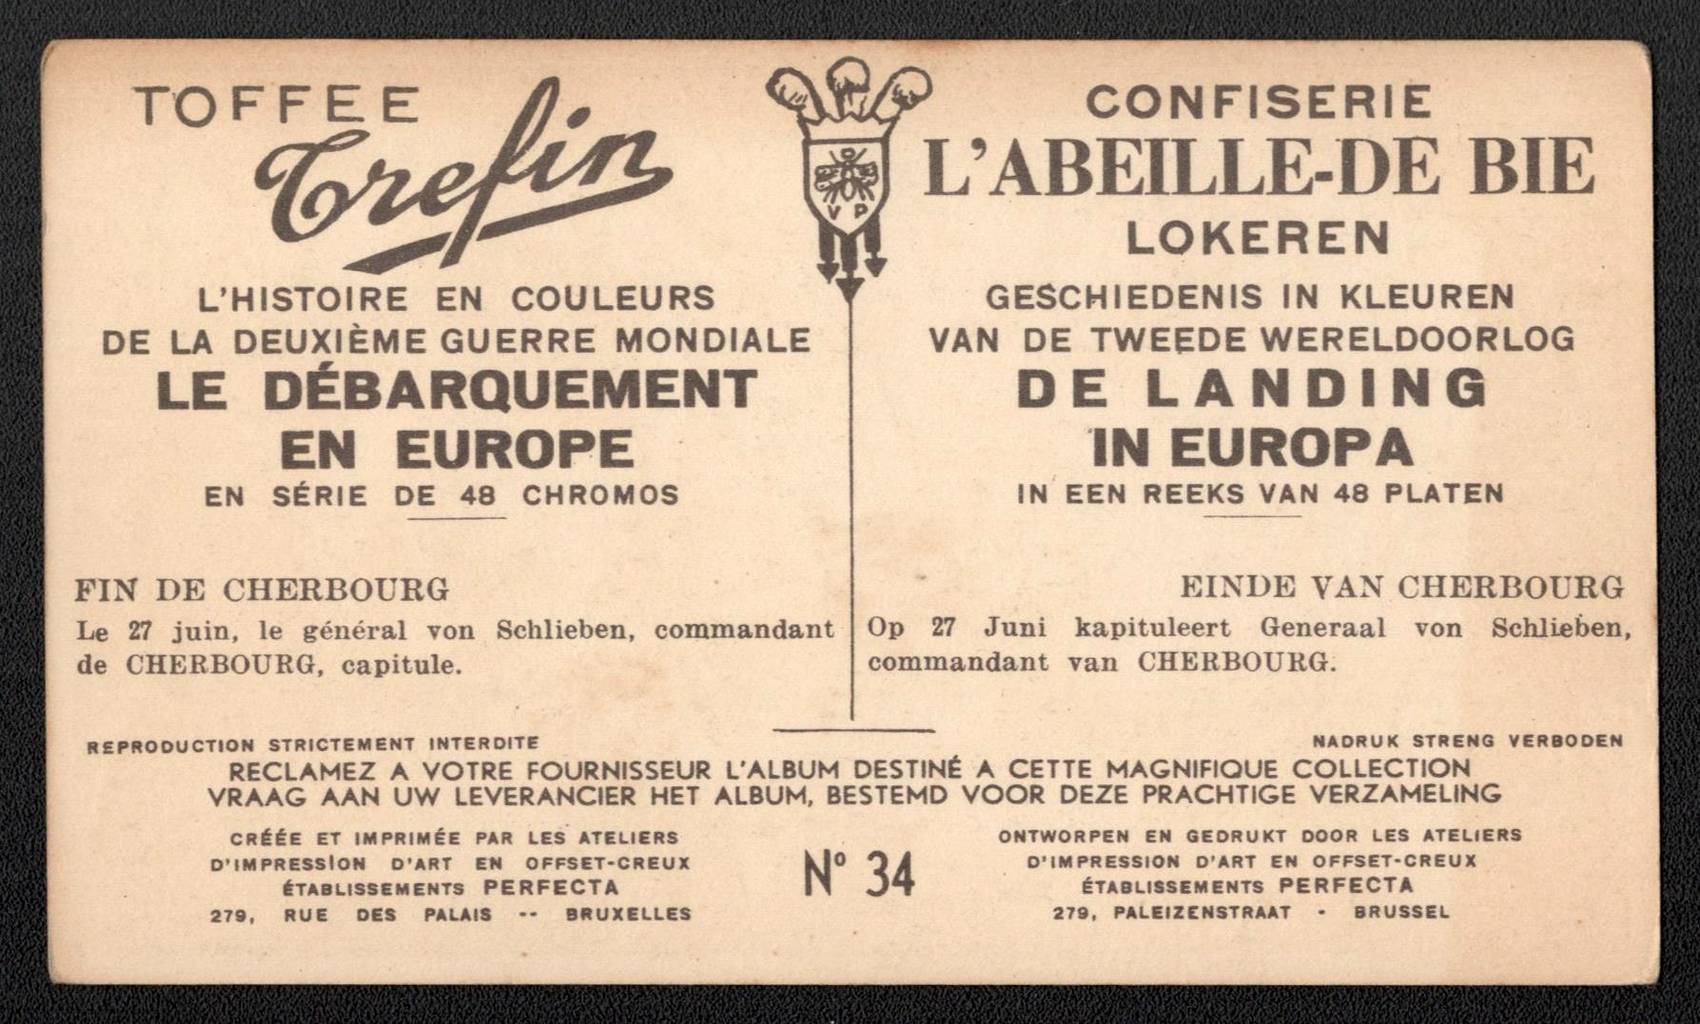 TOFFEE
Trefin
L'HISTOIRE EN COULEURS
DE LA DEUXIÈME GUERRE MONDIALE
LE DÉBARQUEMENT
EN EUROPE
EN SÉRIE DE 48 CHROMOS
FIN DE CHERBOURG
Le 27 juin, le général von Schlieben, commandant
de CHERBOURG, capitule.
V P
CONFISERIE
L'ABEILLE-DE BIE
LOKEREN
GESCHIEDENIS IN KLEUREN
VAN DE TWEEDE WERELDOORLOG
DE LANDING
IN EUROPA
IN EEN REEKS VAN 48 PLATEN
EINDE VAN CHERBOURG
Op 27 Juni kapituleert Generaal von Schlieben,
commandant van CHERBOURG.
REPRODUCTION STRICTEMENT INTERDITE
NADRUK STRENG VERBODEN
RECLAMEZ A VOTRE FOURNISSEUR L'ALBUM DESTINÉ A CETTE MAGNIFIQUE COLLECTION
VRAAG AAN UW LEVERANCIER HET ALBUM, BESTEMD VOOR DEZE PRACHTIGE VERZAMELING
CRÉÉE ET IMPRIMÉE PAR LES ATELIERS
D'IMPRESSION D'ART EN OFFSET-CREUX
ÉTABLISSEMENTS PERFECTA
279, RUE DES PALAIS -- BRUXELLES
Nº 34
ONTWORPEN EN GEDRUKT DOOR LES ATELIERS
D'IMPRESSION D'ART EN OFFSET-CREUX
ÉTABLISSEMENTS PERFECTA
279, PALEIZENSTRAAT - BRUSSEL